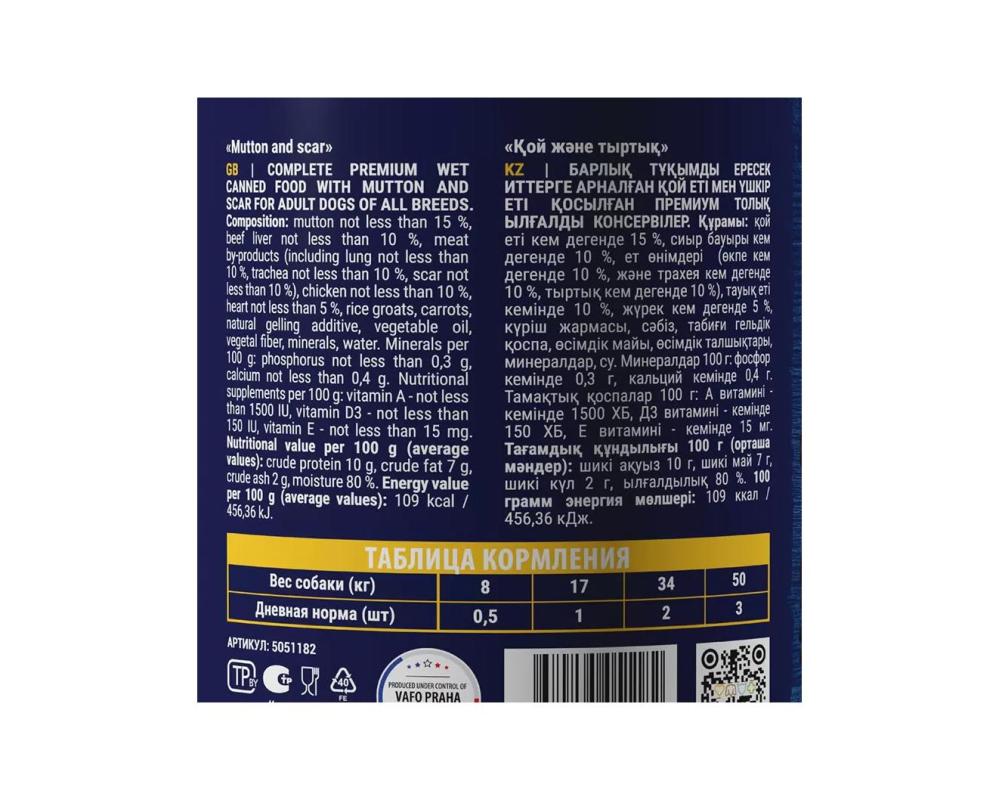 «Mutton and scar»
GB | COMPLETE PREMIUM WET
CANNED FOOD WITH MUTTON AND
SCAR FOR ADULT DOGS OF ALL BREEDS.
Composition: mutton not less than 15 %,
beef liver not less than 10 %, meat
by-products (including lung not less than
10 %, trachea not less than 10 %, scar not
less than 10 %), chicken not less than 10 %,
heart not less than 5 %, rice groats, carrots,
natural gelling additive, vegetable oil,
vegetal fiber, minerals, water. Minerals per
100 g: phosphorus not less than 0,3 g,
calcium not less than 0,4 g. Nutritional
supplements per 100 g: vitamin A - not less
than 1500 IU, vitamin D3 - not less than
150 IU, vitamin E - not less than 15 mg.
Nutritional value per 100 g (average
values): crude protein 10 g, crude fat 7 g,
crude ash 2 g, moisture 80 %. Energy value
per 100 g (average values): 109 kcal /
456,36 kJ.
«Қой және тыртық»
KZ | БАРЛЫҚ ТҮҚЫМДЫ ЕРЕСЕК
ИТТЕРГЕ АРНАЛҒАН ҚОЙ ЕТІ МЕН ҮШКІР
ЕТІ ҚОСЫЛҒАН ПРЕМИУМ ТОЛЫҚ
ЫЛҒАЛДЫ КОНСЕРВІЛЕР. Құрамы: қой
еті кем дегенде 15 %, сиыр бауыры кем
дегенде 10 %, ет өнімдері (өкпе кем
дегенде 10 %, және трахея кем дегенде
10 %, тыртық кем дегенде 10 %), тауық еті
кемінде 10 %, жүрек кем дегенде 5 %,
күріш жармасы, сәбіз, табиғи гельдік
қоспа, өсімдік майы, өсімдік талшықтары,
минералдар, су. Минералдар 100 г: фосфор
кемінде 0,3 г, кальций кемінде 0,4 г.
Тамақтық қоспалар 100 г: А витамині -
кемінде 1500 ХБ, Д3 витамині - кемінде
150 ХБ, Е витамині - кемінде 15 мг.
Тағамдық құндылығы 100 г (орташа
мәндер): шикі ақуыз 10 г, шикі май 7 г,
шикі күл 2 г, ылғалдылық 80 %. 100
грамм энергия мөлшері: 109 ккал /
456,36 кДж.
ТАБЛИЦА КОРМЛЕНИЯ
Вес собаки (кг) 8 17 34 50
Дневная норма (шт) 0,5 1 2 3
АРТИКУЛ: 5051182
ТР BY
СТР
40
FE
PRODUCED UNDER CONTROL OF
VAFO PRAHA